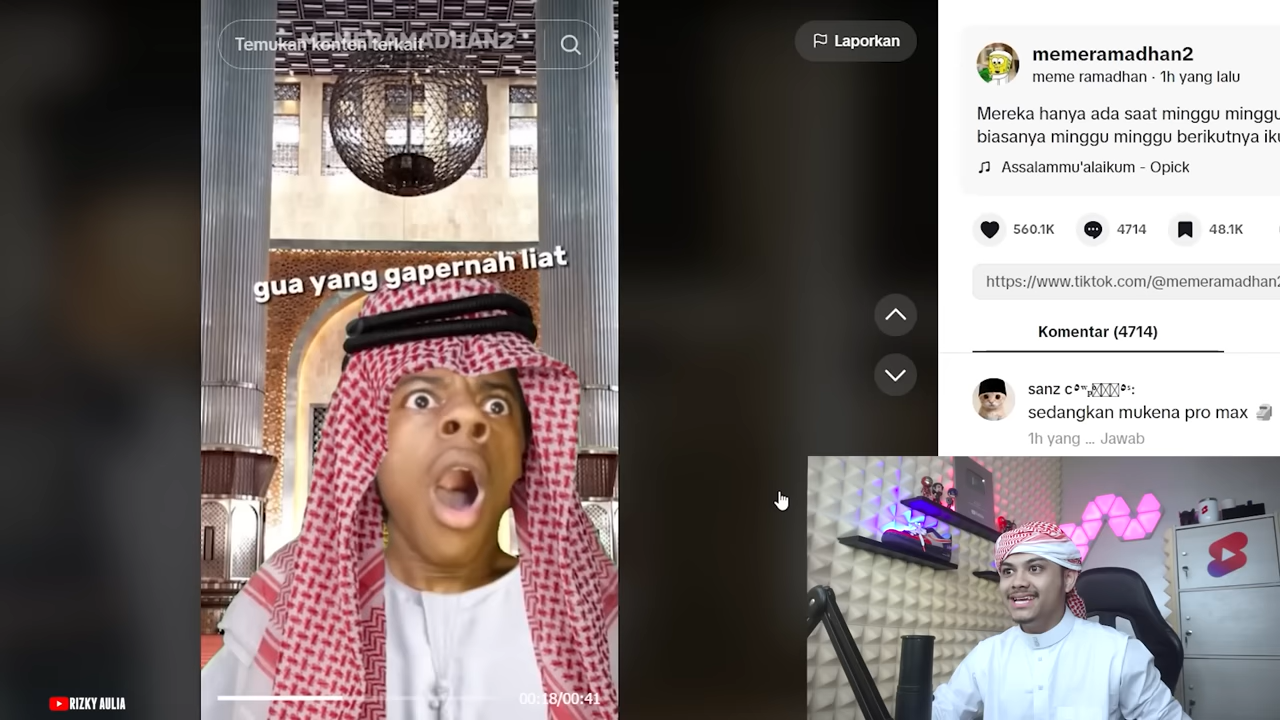 MEMERAMADHAN2
Temukan konten terkait
Laporkan
gua yang gapernah liat
00:18/00:41
RIZKY AULIA
memeramadhan2
meme ramadhan · 1h yang lalu
Mereka hanya ada saat minggu minggu
biasanya minggu minggu berikutnya
Assalammu'alaikum - Opick
560.1K
4714
48.1K
https://www.tiktok.com/@memeramadhan2
Komentar (4714)
sanz
sedangkan mukena pro max 🗿
1h yang ... Jawab